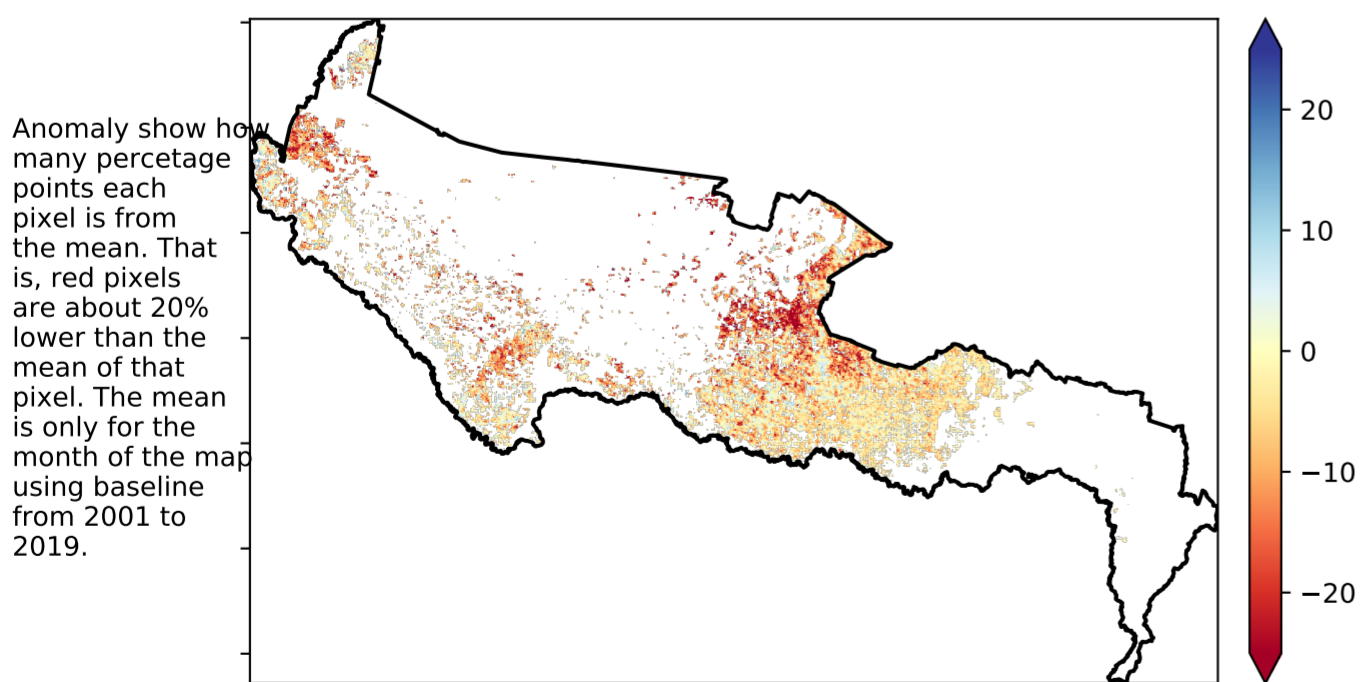 Anomaly show how
many percetage
points each
pixel is from
the mean. That
is, red pixels
are about 20%
lower than the
mean of that
pixel. The mean
is only for the
month of the map
using baseline
from 2001 to
2019.
20
10
0
−10
−20